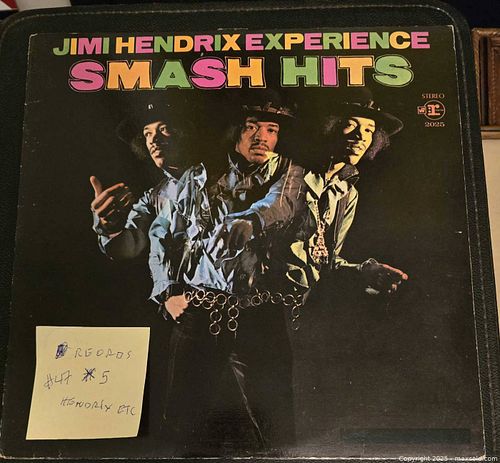 JIMI HENDRIX EXPERIENCE
SMASH HITS
STEREO
r
2025
RECORDS
#47 5
HENDRIX ETC
Copyright 2025 - maxsold.com